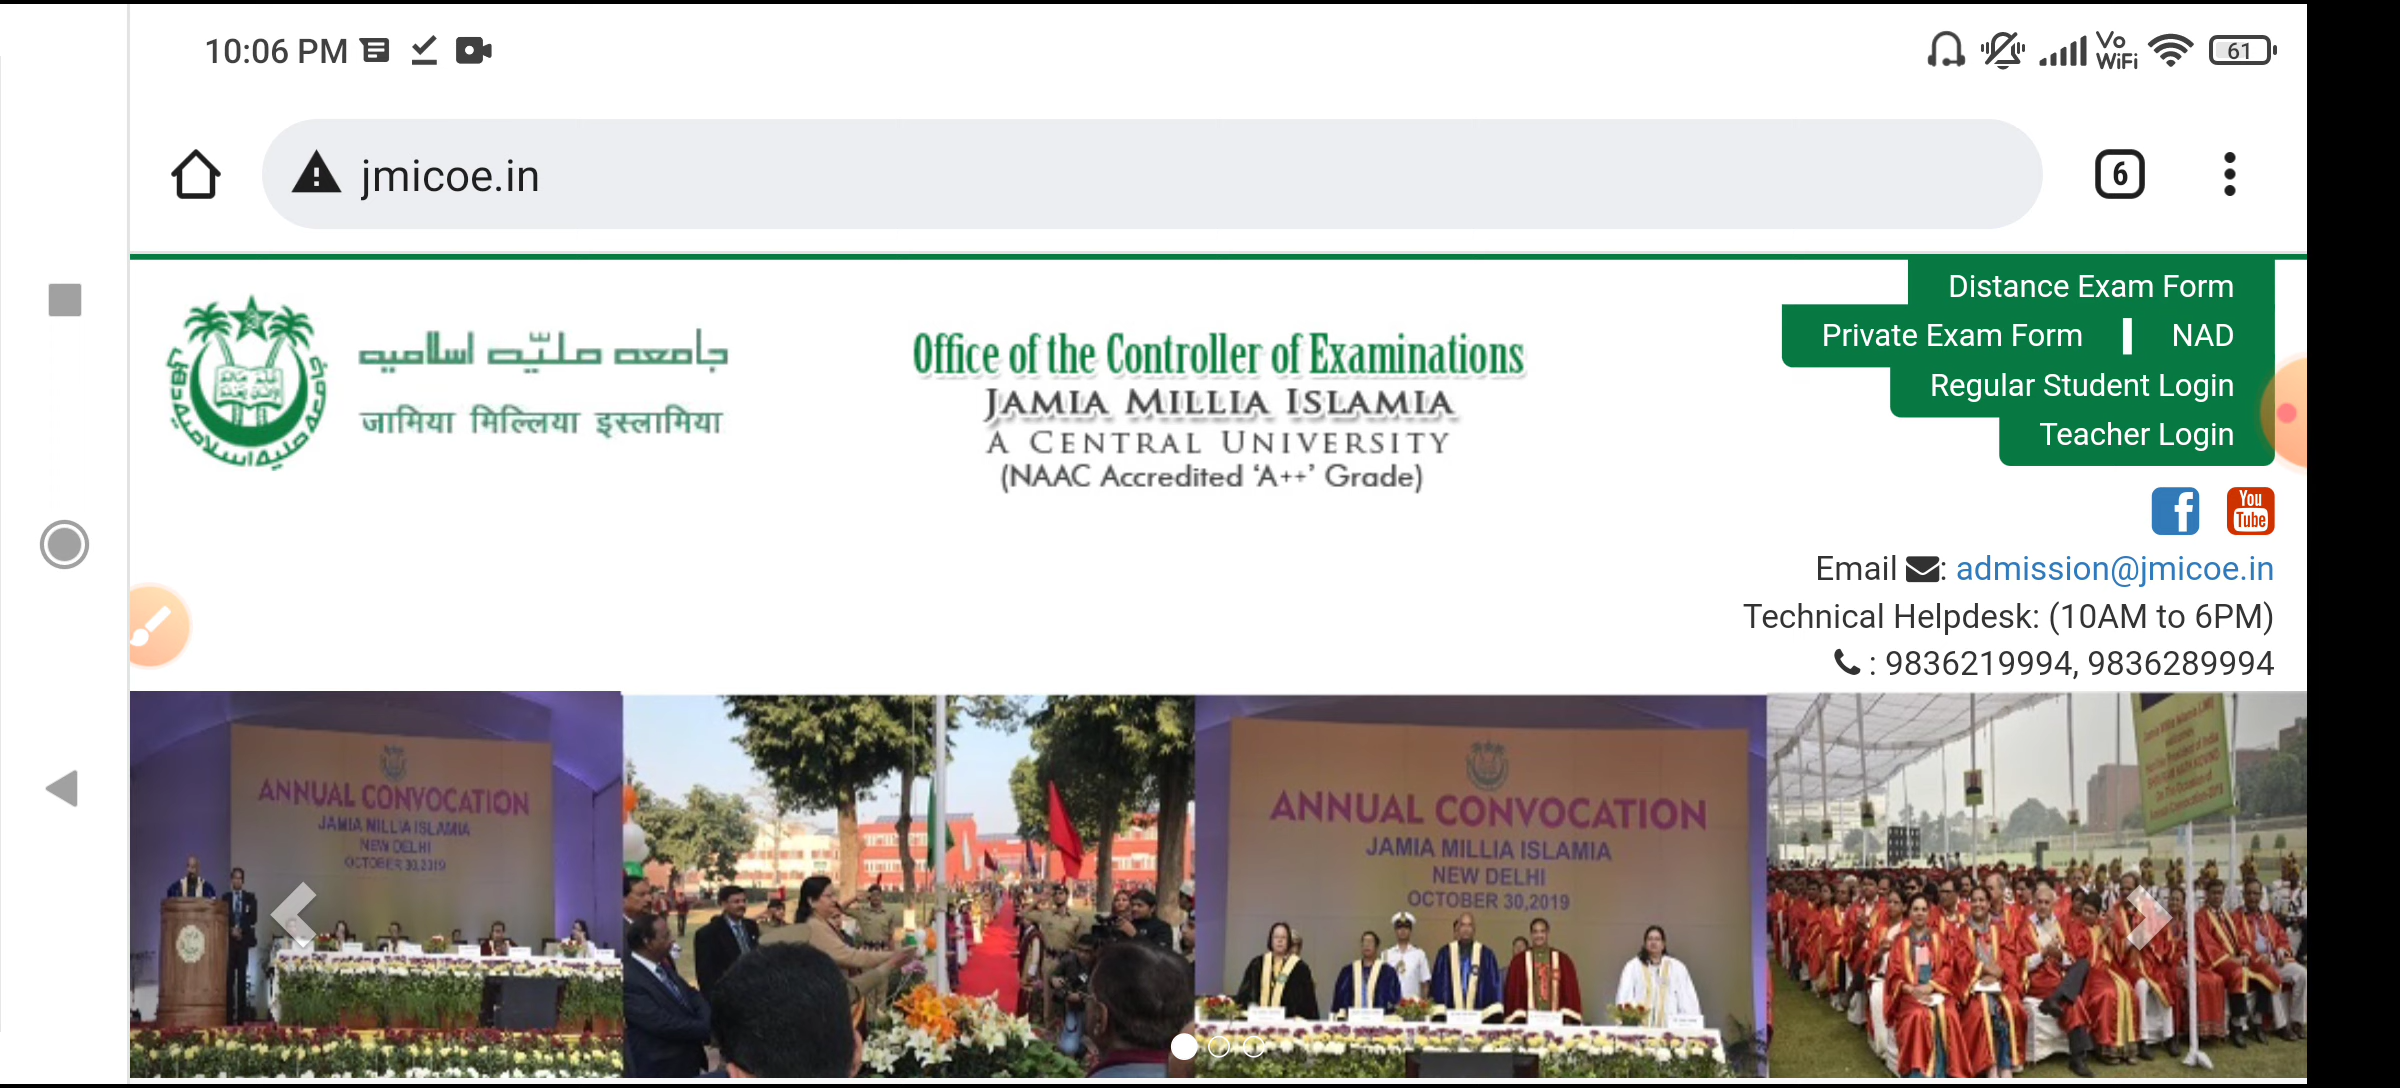 10:06 PM
Vo
WiFi
61
jmicoe.in
6
Distance Exam Form
Private Exam Form | NAD
Regular Student Login
Teacher Login
جامعہ ملیّہ اسلامیہ
जामिया मिल्लिया इस्लामिया
Office of the Controller of Examinations
JAMIA MILLIA ISLAMIA
A CENTRAL UNIVERSITY
(NAAC Accredited ‘A++’ Grade)
f
You
Tube
Email : admission@jmicoe.in
Technical Helpdesk: (10AM to 6PM)
: 9836219994, 9836289994
ANNUAL CONVOCATION
JAMIA MILLIA ISLAMIA
NEW DELHI
OCTOBER 30,2019
ANNUAL CONVOCATION
JAMIA MILLIA ISLAMIA
NEW DELHI
OCTOBER 30,2019